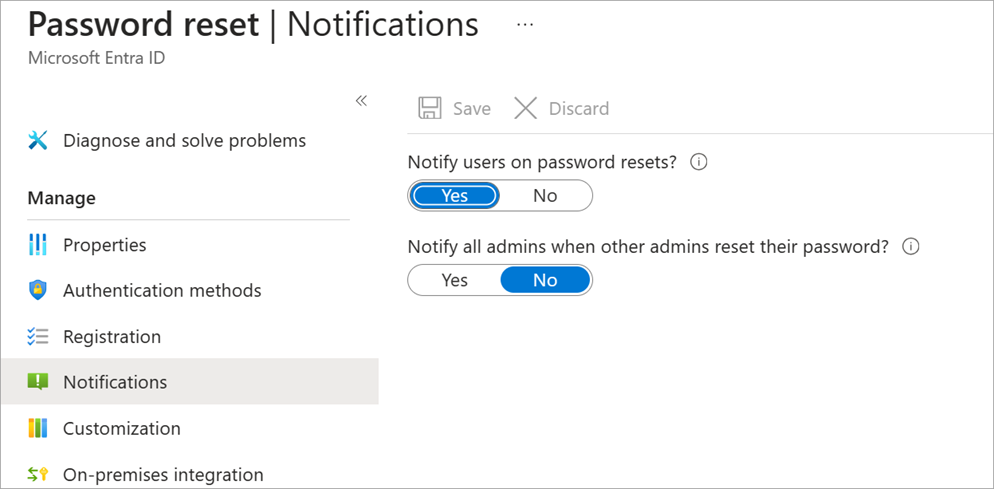 Password reset | Notifications ...
Microsoft Entra ID
«
Diagnose and solve problems
Manage
Properties
Authentication methods
Registration
Notifications
Customization
On-premises integration
Save Discard
Notify users on password resets?
Yes No
Notify all admins when other admins reset their password?
Yes No